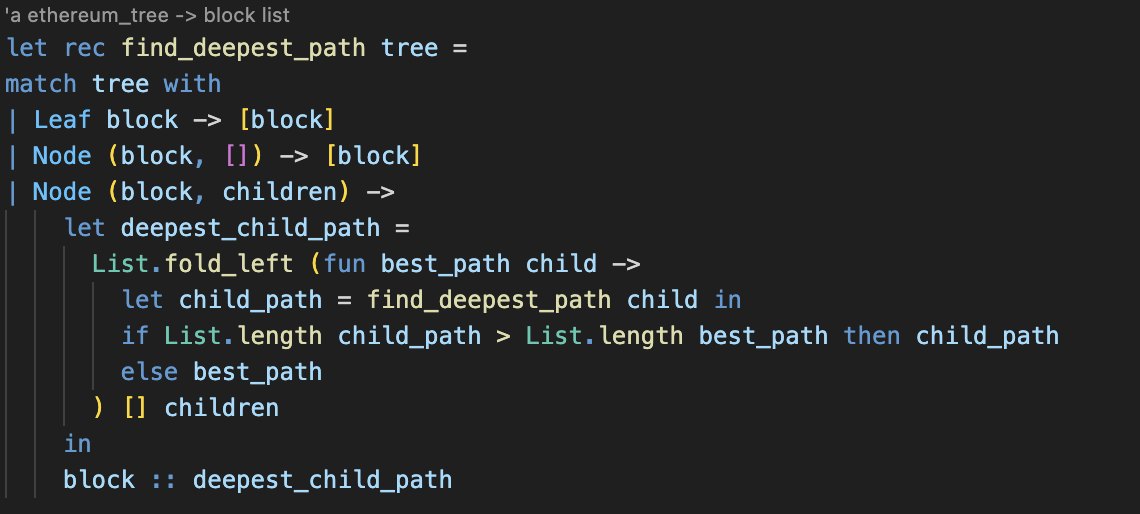 'a ethereum_tree -> block list
let rec find_deepest_path tree =
match tree with
| Leaf block -> [block]
| Node (block, []) -> [block]
| Node (block, children) ->
    let deepest_child_path =
      List.fold_left (fun best_path child ->
        let child_path = find_deepest_path child in
        if List.length child_path > List.length best_path then child_path
        else best_path
      ) [] children
    in
    block :: deepest_child_path